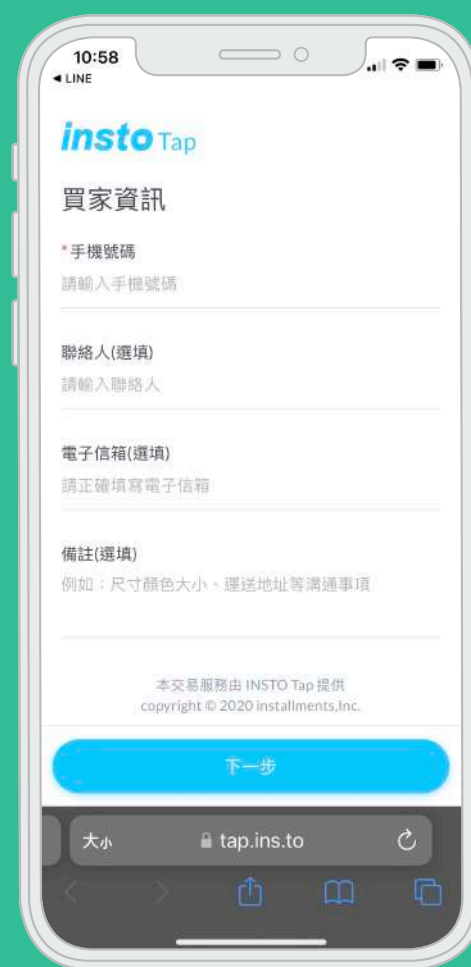 10:58
◀ LINE
insto Tap
買家資訊
*手機號碼
請輸入手機號碼
聯絡人(選填)
請輸入聯絡人
電子信箱(選填)
請正確填寫電子信箱
備註(選填)
例如：尺寸顏色大小、運送地址等溝通事項
本交易服務由 INSTO Tap 提供
copyright © 2020 installments,Inc.
下一步
大小 tap.ins.to